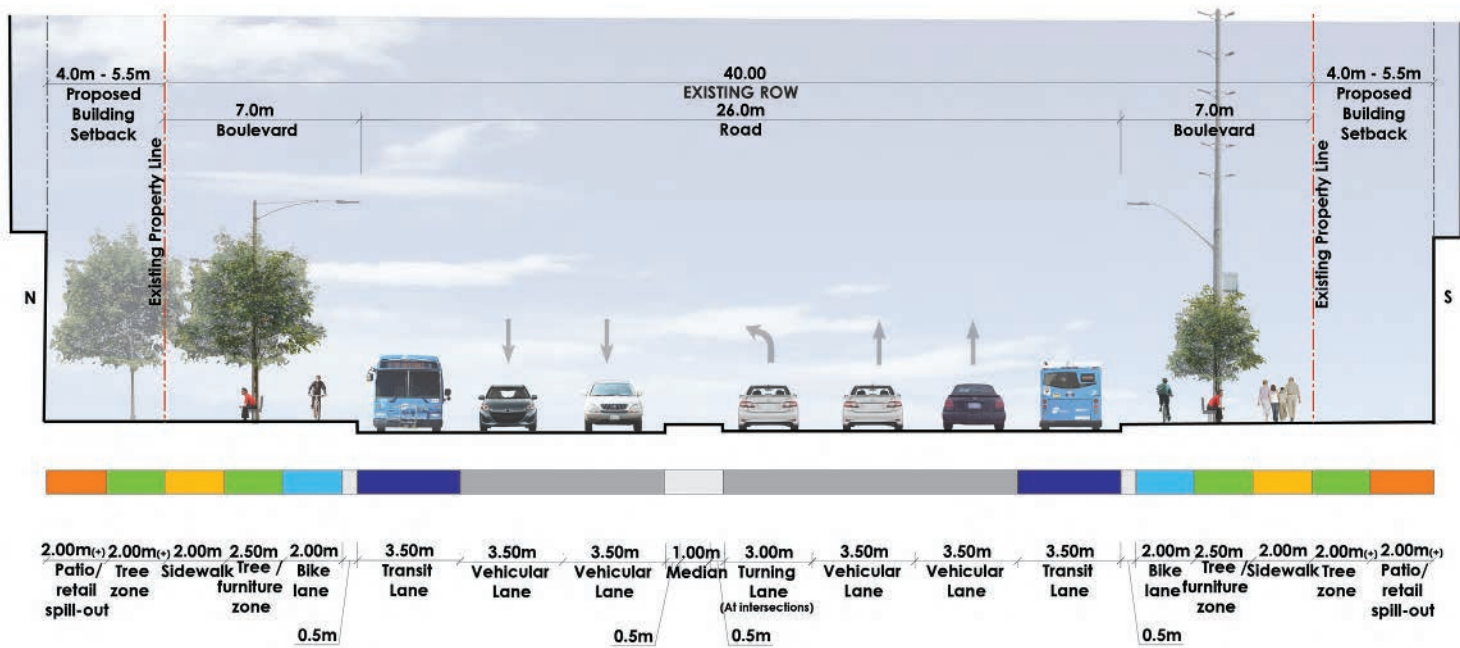 4.0m - 5.5m
Proposed
Building
Setback
40.00
EXISTING ROW
4.0m - 5.5m
Proposed
Building
Setback
7.0m
Boulevard
26.0m
Road
7.0m
Boulevard
Existing Property Line
Existing Property Line
N
S
2.00m(+)
Patio/
retail
spill-out
2.00m(+)
Tree
zone
2.00m
Sidewalk
2.50m
Tree /
furniture
zone
2.00m
Bike
lane
0.5m
3.50m
Transit
Lane
3.50m
Vehicular
Lane
3.50m
Vehicular
Lane
0.5m
1.00m
Median
0.5m
3.00m
Turning
Lane
(At intersections)
3.50m
Vehicular
Lane
3.50m
Vehicular
Lane
3.50m
Transit
Lane
0.5m
2.00m
Bike
lane
2.50m
Tree /
furniture
zone
2.00m
Sidewalk
2.00m(+)
Tree
zone
2.00m(+)
Patio/
retail
spill-out